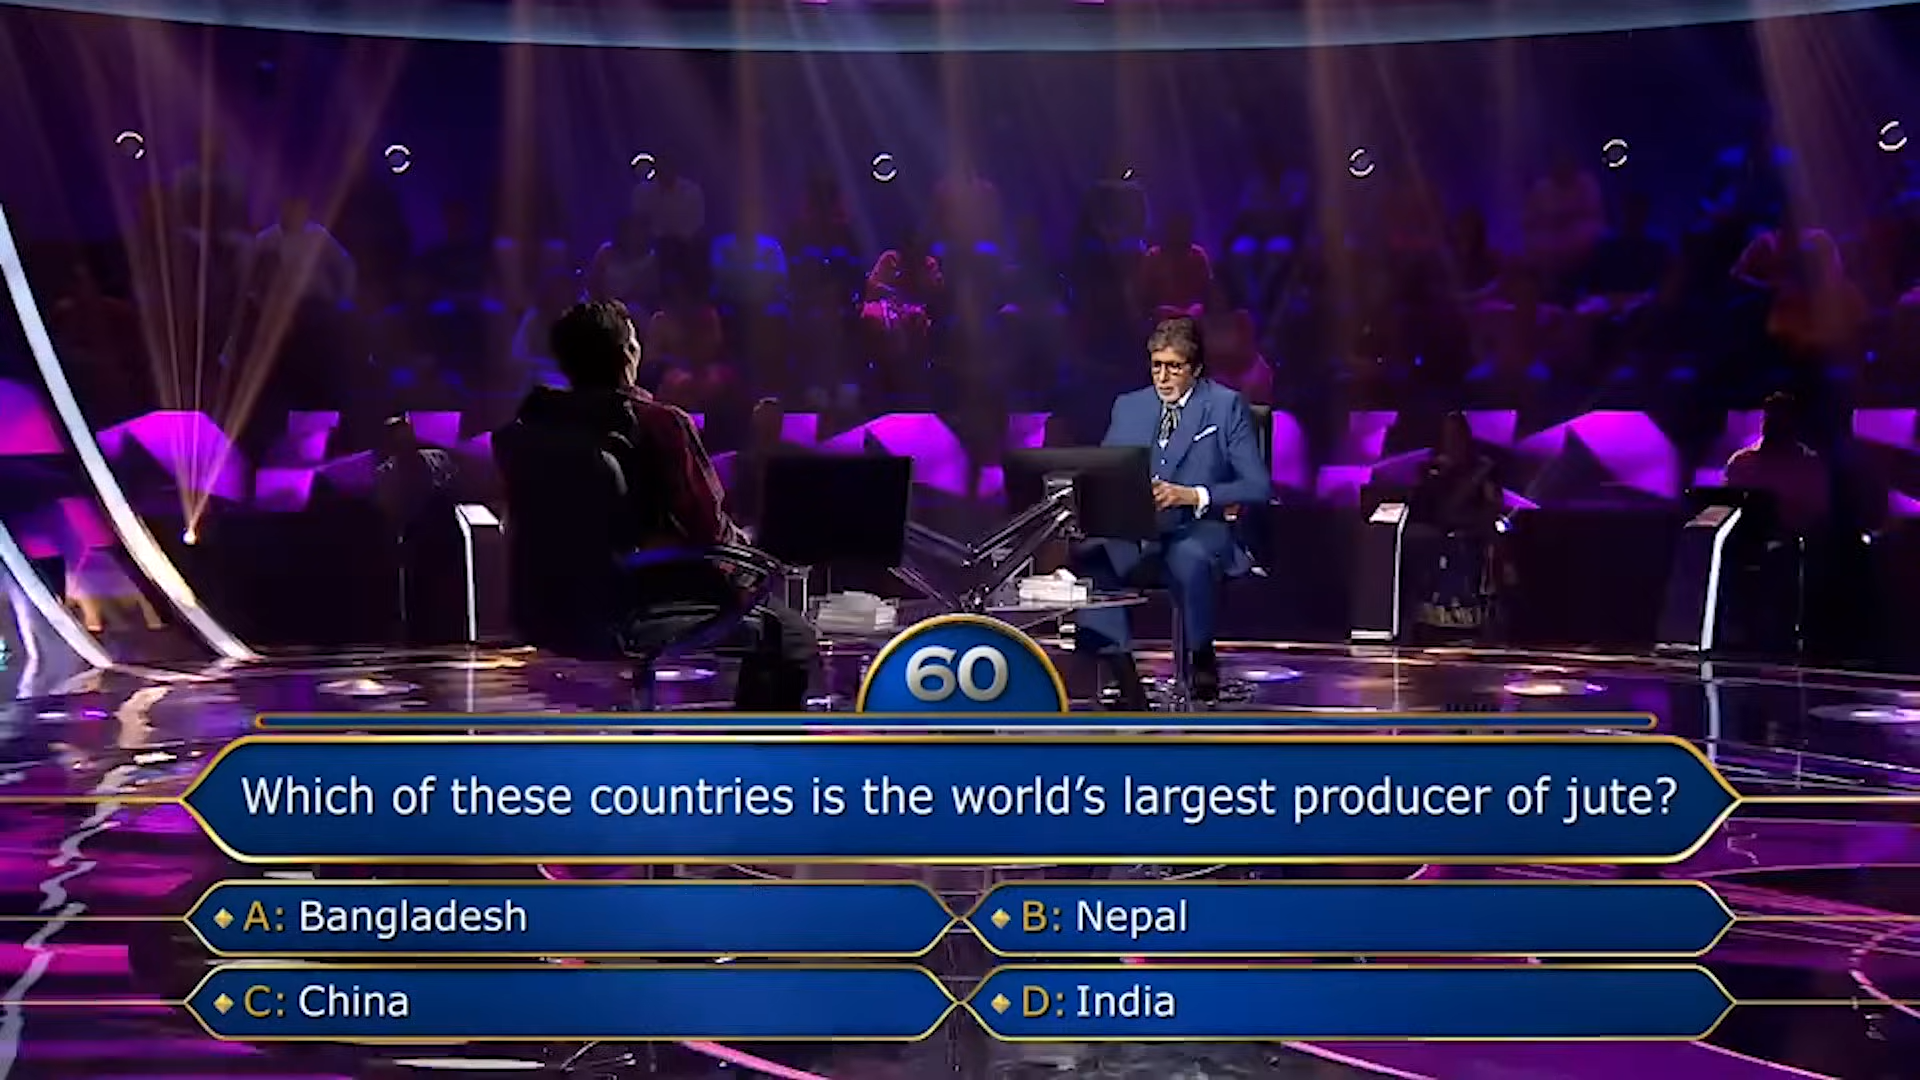 60
Which of these countries is the world’s largest producer of jute?
A: Bangladesh
B: Nepal
C: China
D: India